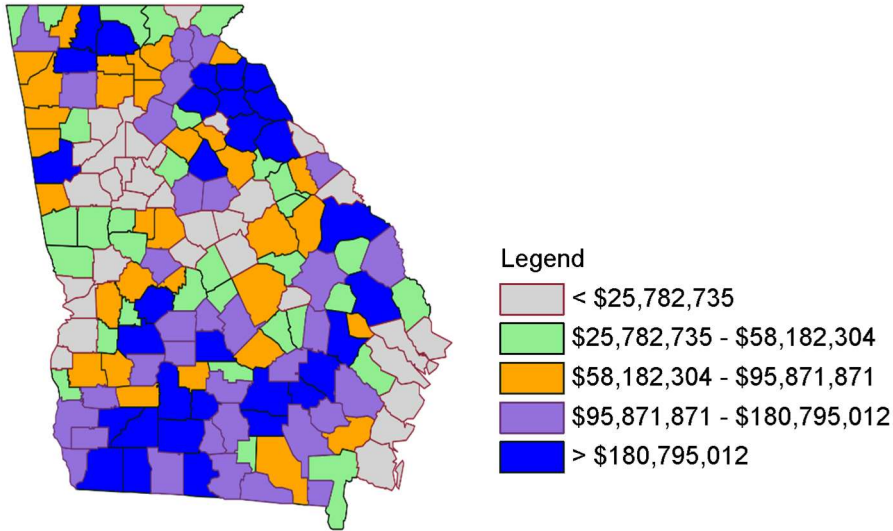 Legend
< $25,782,735
$25,782,735 - $58,182,304
$58,182,304 - $95,871,871
$95,871,871 - $180,795,012
> $180,795,012